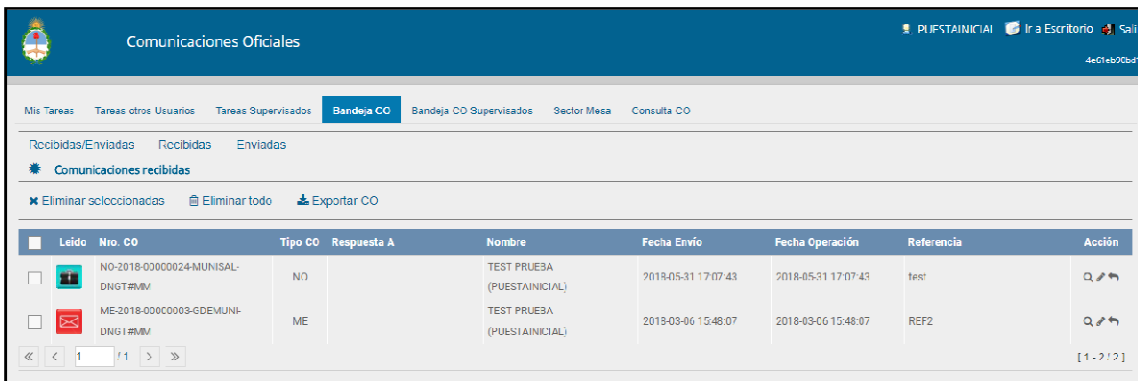 Comunicaciones Oficiales
PUESTAINICIAL Ir a Escritorio Sali
Mis Tareas Tareas otros Usuarios Tareas Supervisados Bandeja CO Bandeja CO Supervisados Sector Mesa Consulta CO
Recibidas/Enviadas Recibidas Enviadas
Comunicaciones recibidas
Eliminar seleccionadas Eliminar todo Exportar CO
Leido Nro. CO Tipo CO Respuesta A Nombre Fecha Envío Fecha Operación Referencia Acción
NO-2018-00000024-MUNISAL- TEST PRUEBA
NO 2018-05-31 17:07:43 2018-05-31 17:07:43 test
DNGT#MM (PUESTAINICIAL)
ME-2018-00000003-GDEMUNI- TEST PRUEBA
ME 2018-03-06 15:48:07 2018-03-06 15:48:07 REF2
DNGT#MM (PUESTAINICIAL)
1 / 1 [ 1 - 2 / 2 ]